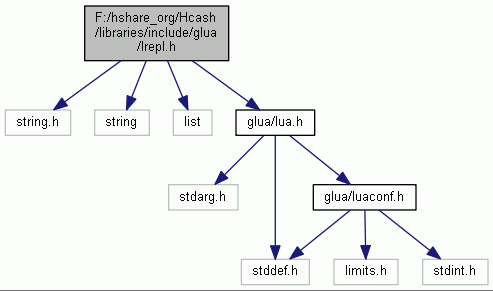 F:/hshare_org/Hcash
/libraries/include/glua
/lrepl.h
string.h
string
list
glua/lua.h
stdarg.h
glua/luaconf.h
stddef.h
limits.h
stdint.h